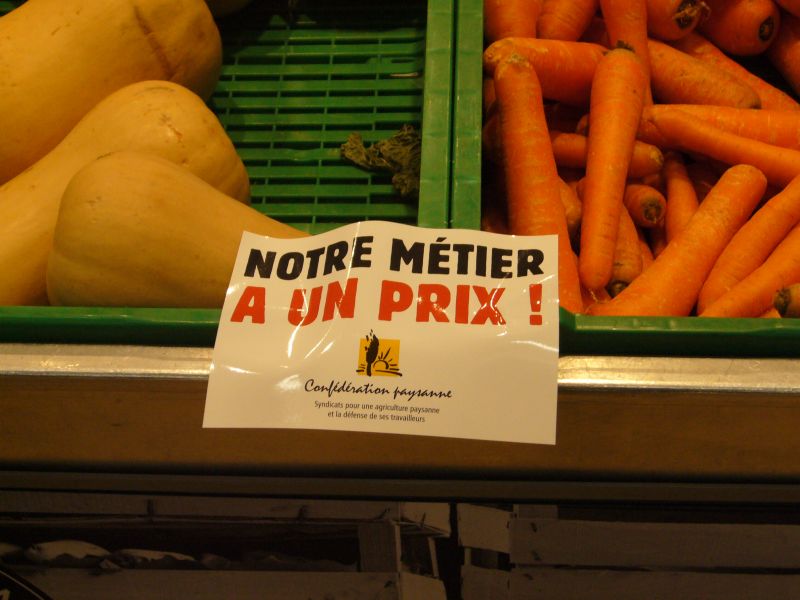 NOTRE MÉTIER
A UN PRIX !
Confédération paysanne
Syndicats pour une agriculture paysanne
et la défense de ses travailleurs